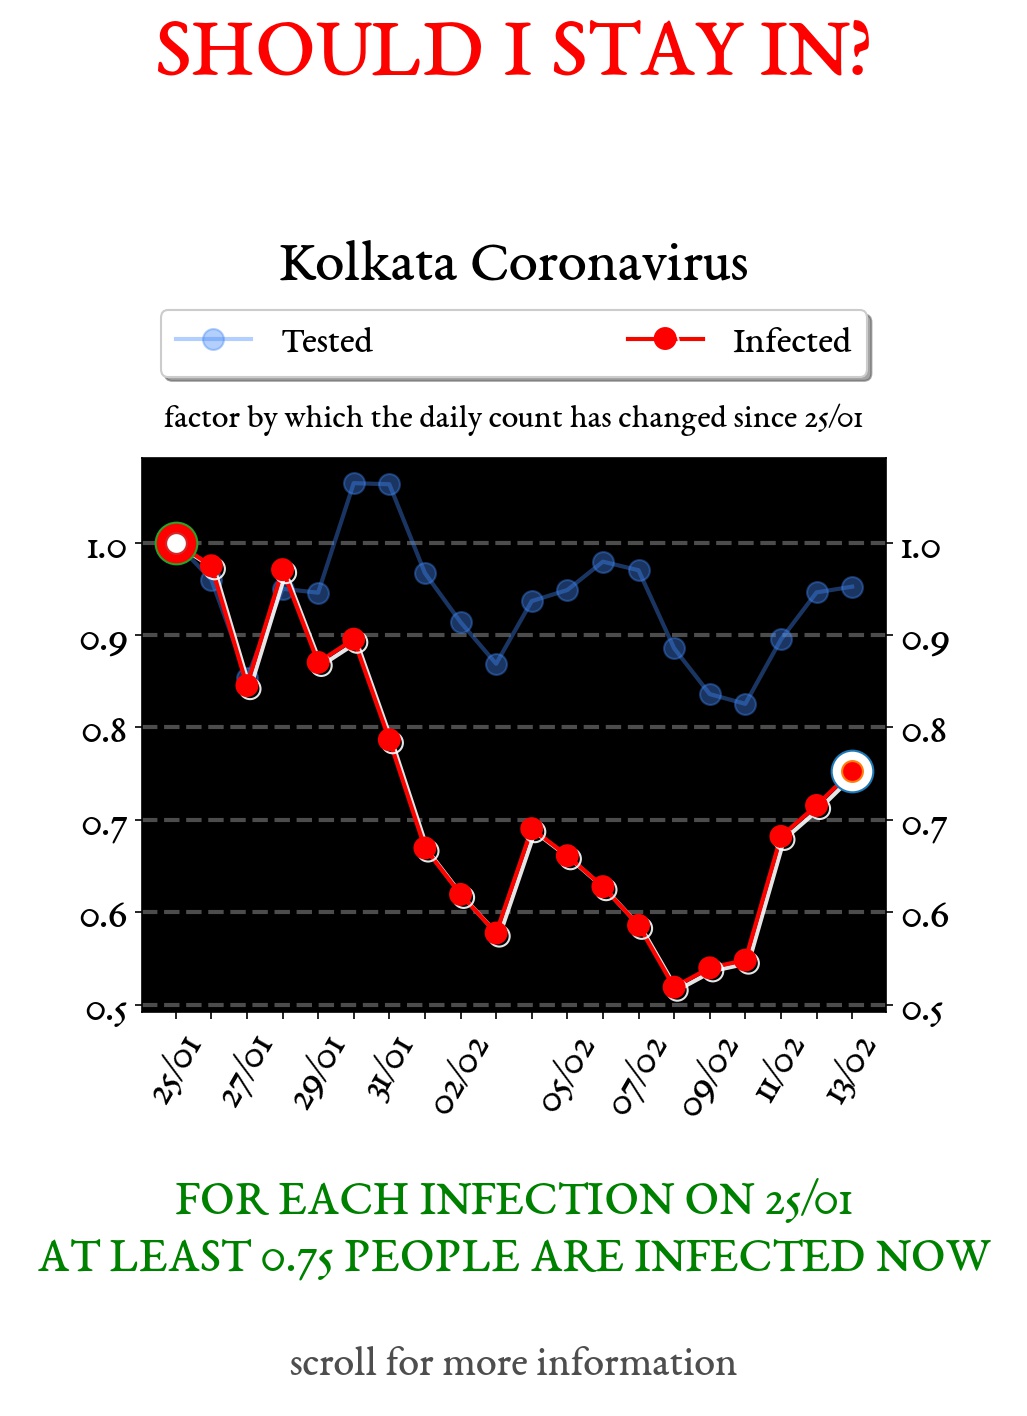 SHOULD I STAY IN?
Kolkata Coronavirus
Tested Infected
factor by which the daily count has changed since 25/01
1.0 1.0
0.9 0.9
0.8 0.8
0.7 0.7
0.6 0.6
0.5 0.5
25/01 27/01 29/01 31/01 02/02 05/02 07/02 09/02 11/02 13/02
FOR EACH INFECTION ON 25/01
AT LEAST 0.75 PEOPLE ARE INFECTED NOW
scroll for more information